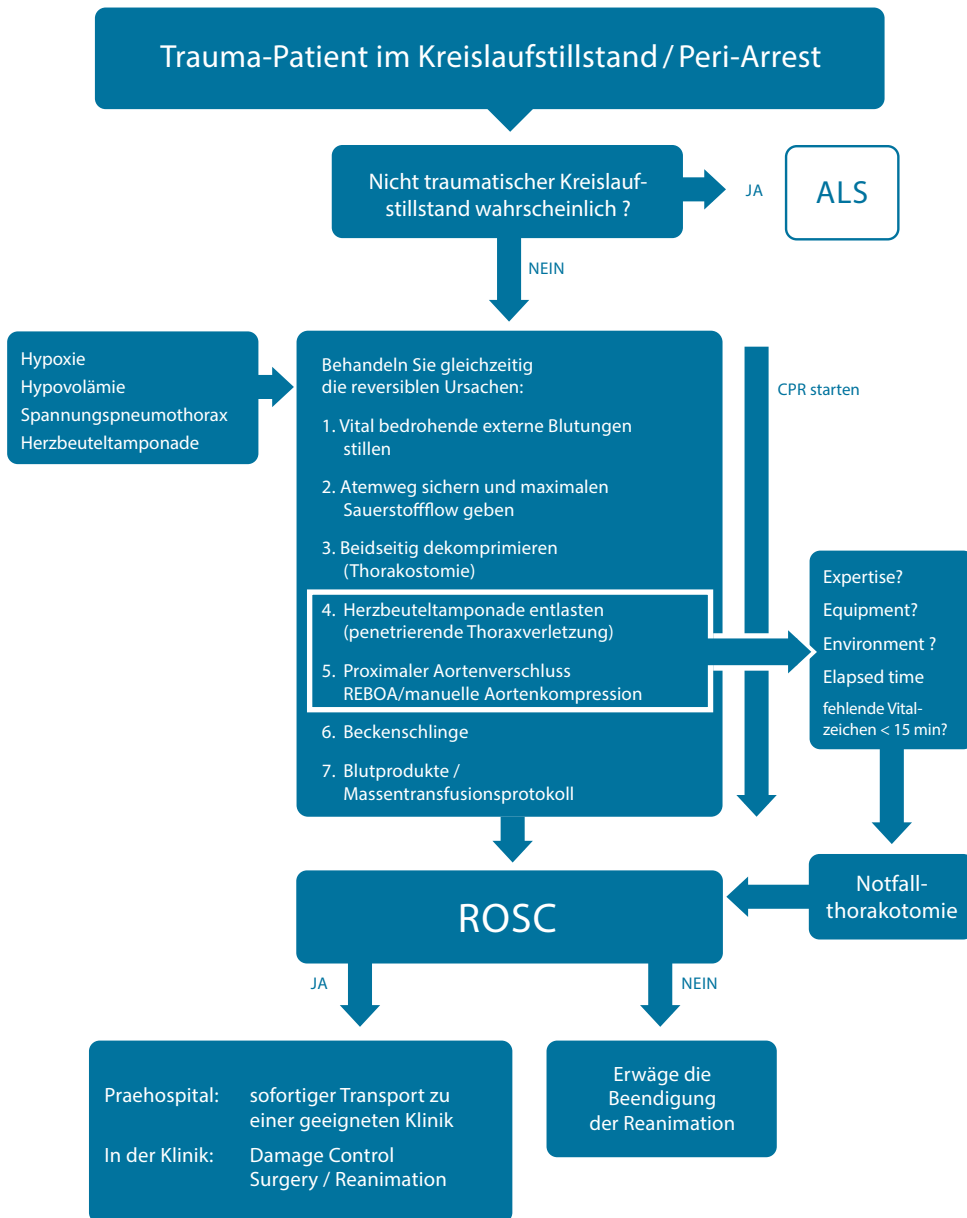 Trauma-Patient im Kreislaufstillstand / Peri-Arrest
Nicht traumatischer Kreislauf-
stillstand wahrscheinlich ?
JA
ALS
NEIN
Hypoxie
Hypovolämie
Spannungspneumothorax
Herzbeuteltamponade
Behandeln Sie gleichzeitig
die reversiblen Ursachen:
1. Vital bedrohende externe Blutungen
stillen
2. Atemweg sichern und maximalen
Sauerstoffflow geben
3. Beidseitig dekomprimieren
(Thorakostomie)
4. Herzbeuteltamponade entlasten
(penetrierende Thoraxverletzung)
5. Proximaler Aortenverschluss
REBOA/manuelle Aortenkompression
6. Beckenschlinge
7. Blutprodukte /
Massentransfusionsprotokoll
CPR starten
Expertise?
Equipment?
Environment ?
Elapsed time
fehlende Vital-
zeichen < 15 min?
Notfall-
thorakotomie
ROSC
JA
NEIN
Praehospital: sofortiger Transport zu
einer geeigneten Klinik
In der Klinik: Damage Control
Surgery / Reanimation
Erwäge die
Beendigung
der Reanimation